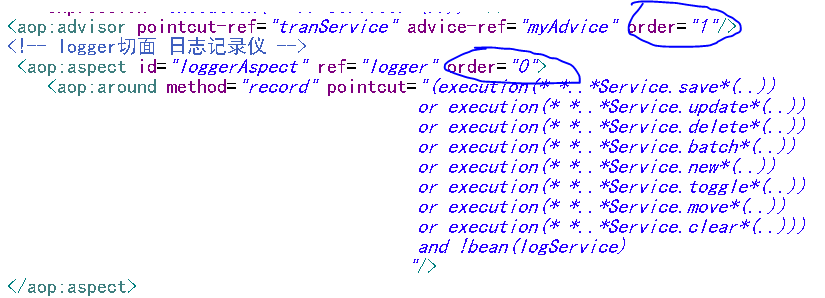 <aop:advisor pointcut-ref="tranService" advice-ref="myAdvice" order="1"/>
<!-- logger切面 日志记录仪 -->
<aop:aspect id="loggerAspect" ref="logger" order="0">
<aop:around method="record" pointcut="(execution(* *..*Service.save*(..))
or execution(* *..*Service.update*(..))
or execution(* *..*Service.delete*(..))
or execution(* *..*Service.batch*(..))
or execution(* *..*Service.new*(..))
or execution(* *..*Service.toggle*(..))
or execution(* *..*Service.move*(..))
or execution(* *..*Service.clear*(..)))
and !bean(logService)
"/>
</aop:aspect>